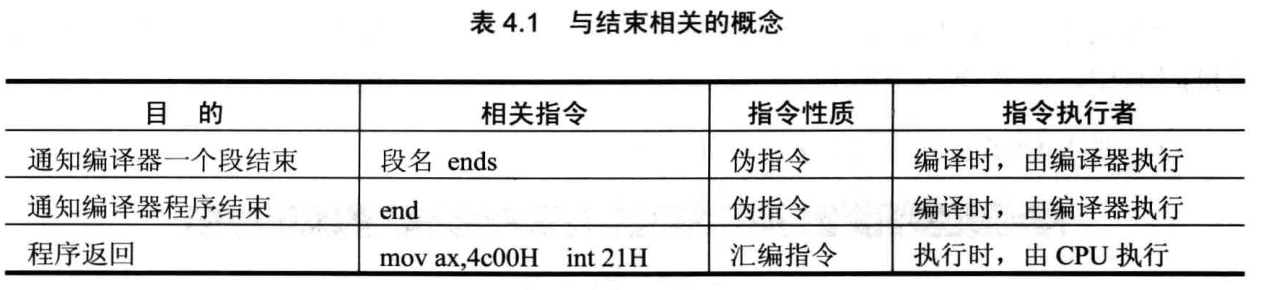 表 4.1 与结束相关的概念
目 的 相关指令 指令性质 指令执行者
通知编译器一个段结束 段名 ends 伪指令 编译时，由编译器执行
通知编译器程序结束 end 伪指令 编译时，由编译器执行
程序返回 mov ax,4c00H int 21H 汇编指令 执行时，由 CPU 执行